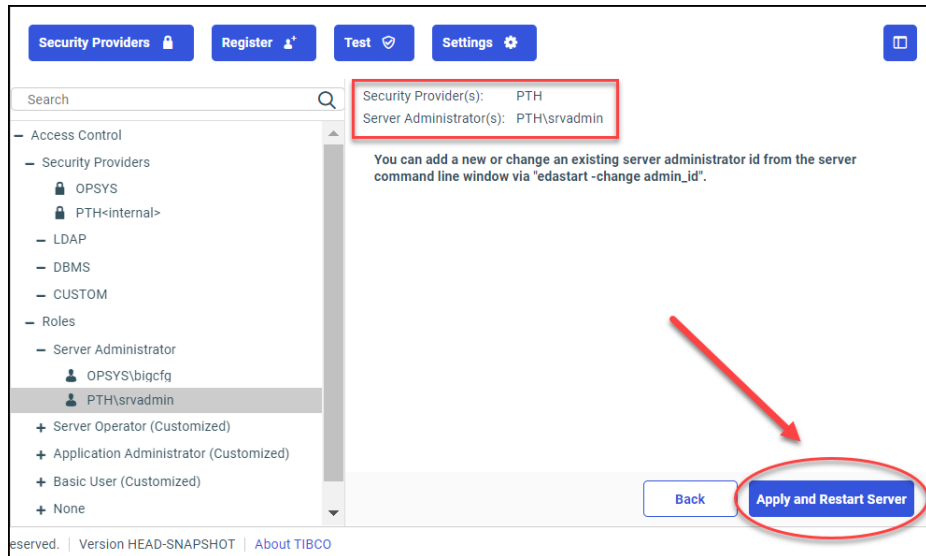 Security Providers
Register
Test
Settings
Search
Access Control
Security Providers
OPSYS
PTH<internal>
LDAP
DBMS
CUSTOM
Roles
Server Administrator
OPSYS\bigcfg
PTH\srvadmin
Server Operator (Customized)
Application Administrator (Customized)
Basic User (Customized)
None
Security Provider(s): PTH
Server Administrator(s): PTH\srvadmin
You can add a new or change an existing server administrator id from the server
command line window via "edastart -change admin_id".
Back
Apply and Restart Server
eserved. | Version HEAD-SNAPSHOT | About TIBCO